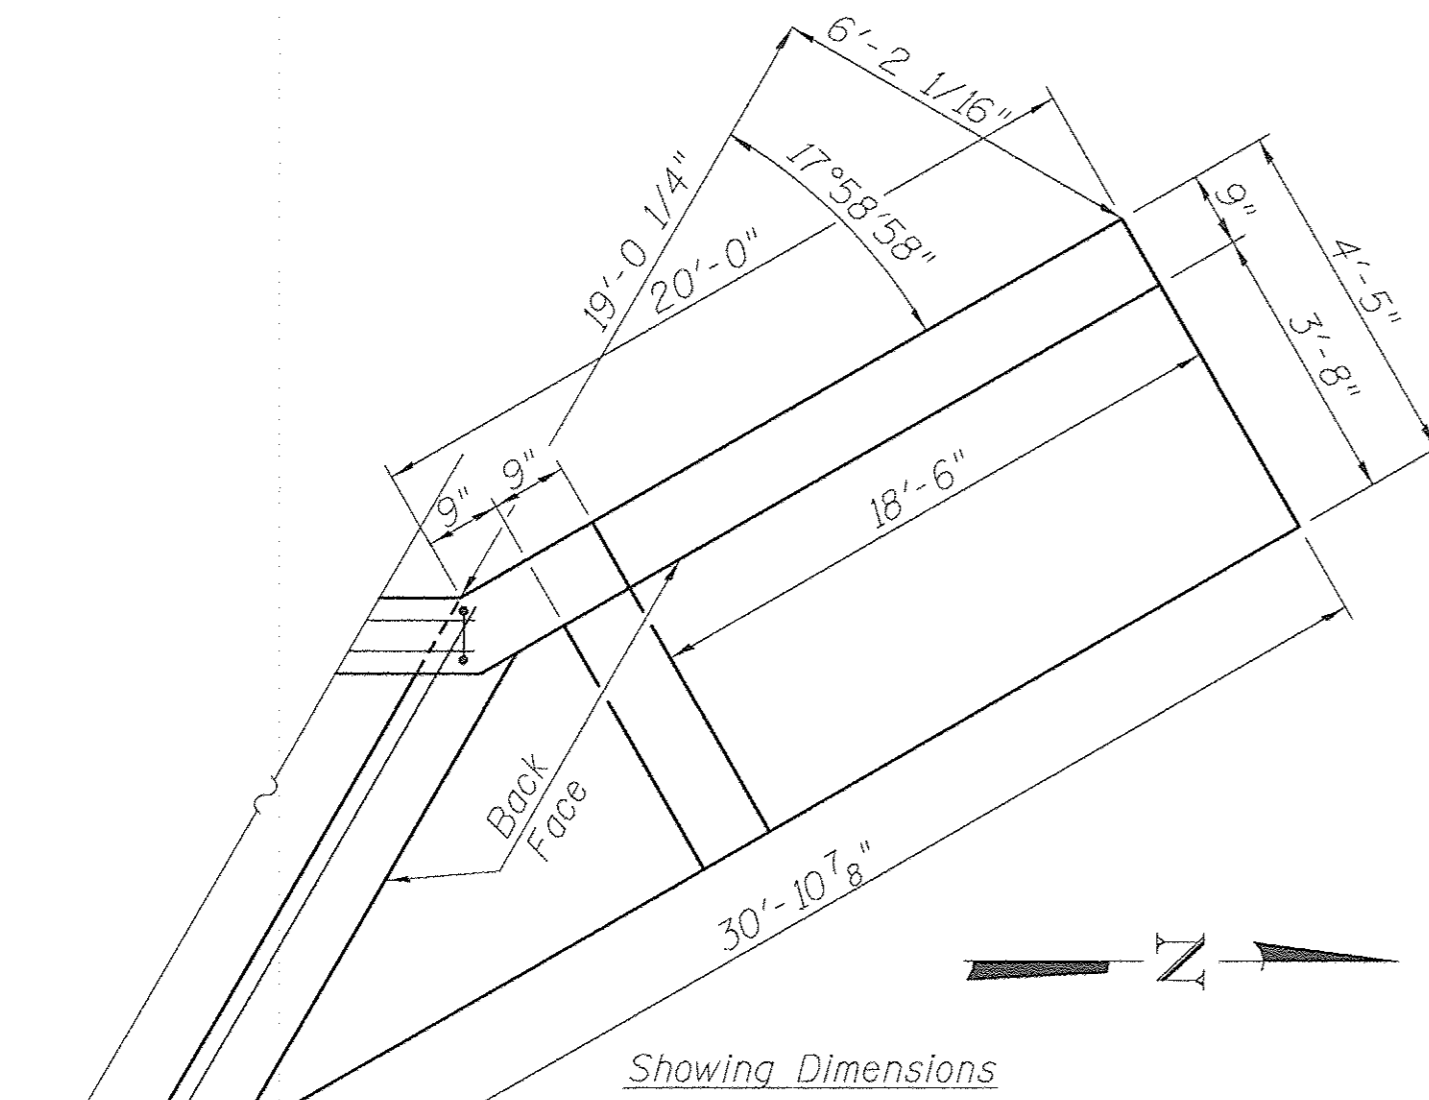 6'-2 1/16"
17°58'58"
19'-0 1/4"
20'-0"
9"
4'-5"
3'-8"
9"
9"
18'-6"
Back
Face
30'-10 7/8"
N
Showing Dimensions